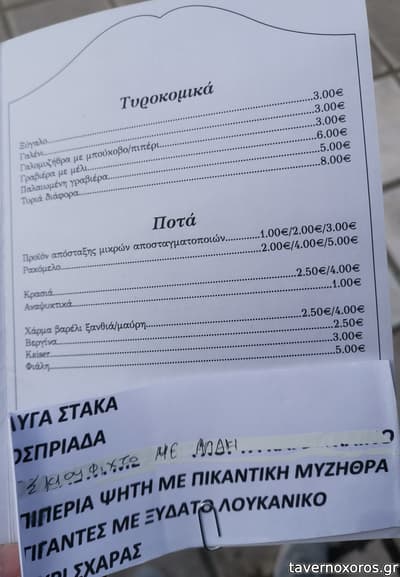 Τυροκομικά
Ξύγαλο 3.00€
Γαλένι 3.00€
Γαλομυζήθρα με μπούκοβο/πιπέρι 3.00€
Γραβιέρα με μέλι 6.00€
Παλαιωμένη γραβιέρα 5.00€
Τυριά διάφορα 8.00€
Ποτά
Προϊόν απόσταξης μικρών αποσταγματοποιών 1.00€/2.00€/3.00€
Ρακόμελο 2.00€/4.00€/5.00€
Κρασιά 2.50€/4.00€
Αναψυκτικά 1.00€
Χάρμα βαρέλι ξανθιά/μαύρη 2.50€/4.00€
Βεργίνα 2.50€
Kaiser 3.00€
Φιάλη 5.00€
ΑΥΓΑ ΣΤΑΚΑ
ΟΣΠΡΙΑΔΑ
ΜΕ
ΠΙΠΕΡΙΑ ΨΗΤΗ ΜΕ ΠΙΚΑΝΤΙΚΗ ΜΥΖΗΘΡΑ
ΓΙΓΑΝΤΕΣ ΜΕ ΞΥΔΑΤΟ ΛΟΥΚΑΝΙΚΟ
ΣΧΑΡΑΣ
tavernoxoros.gr